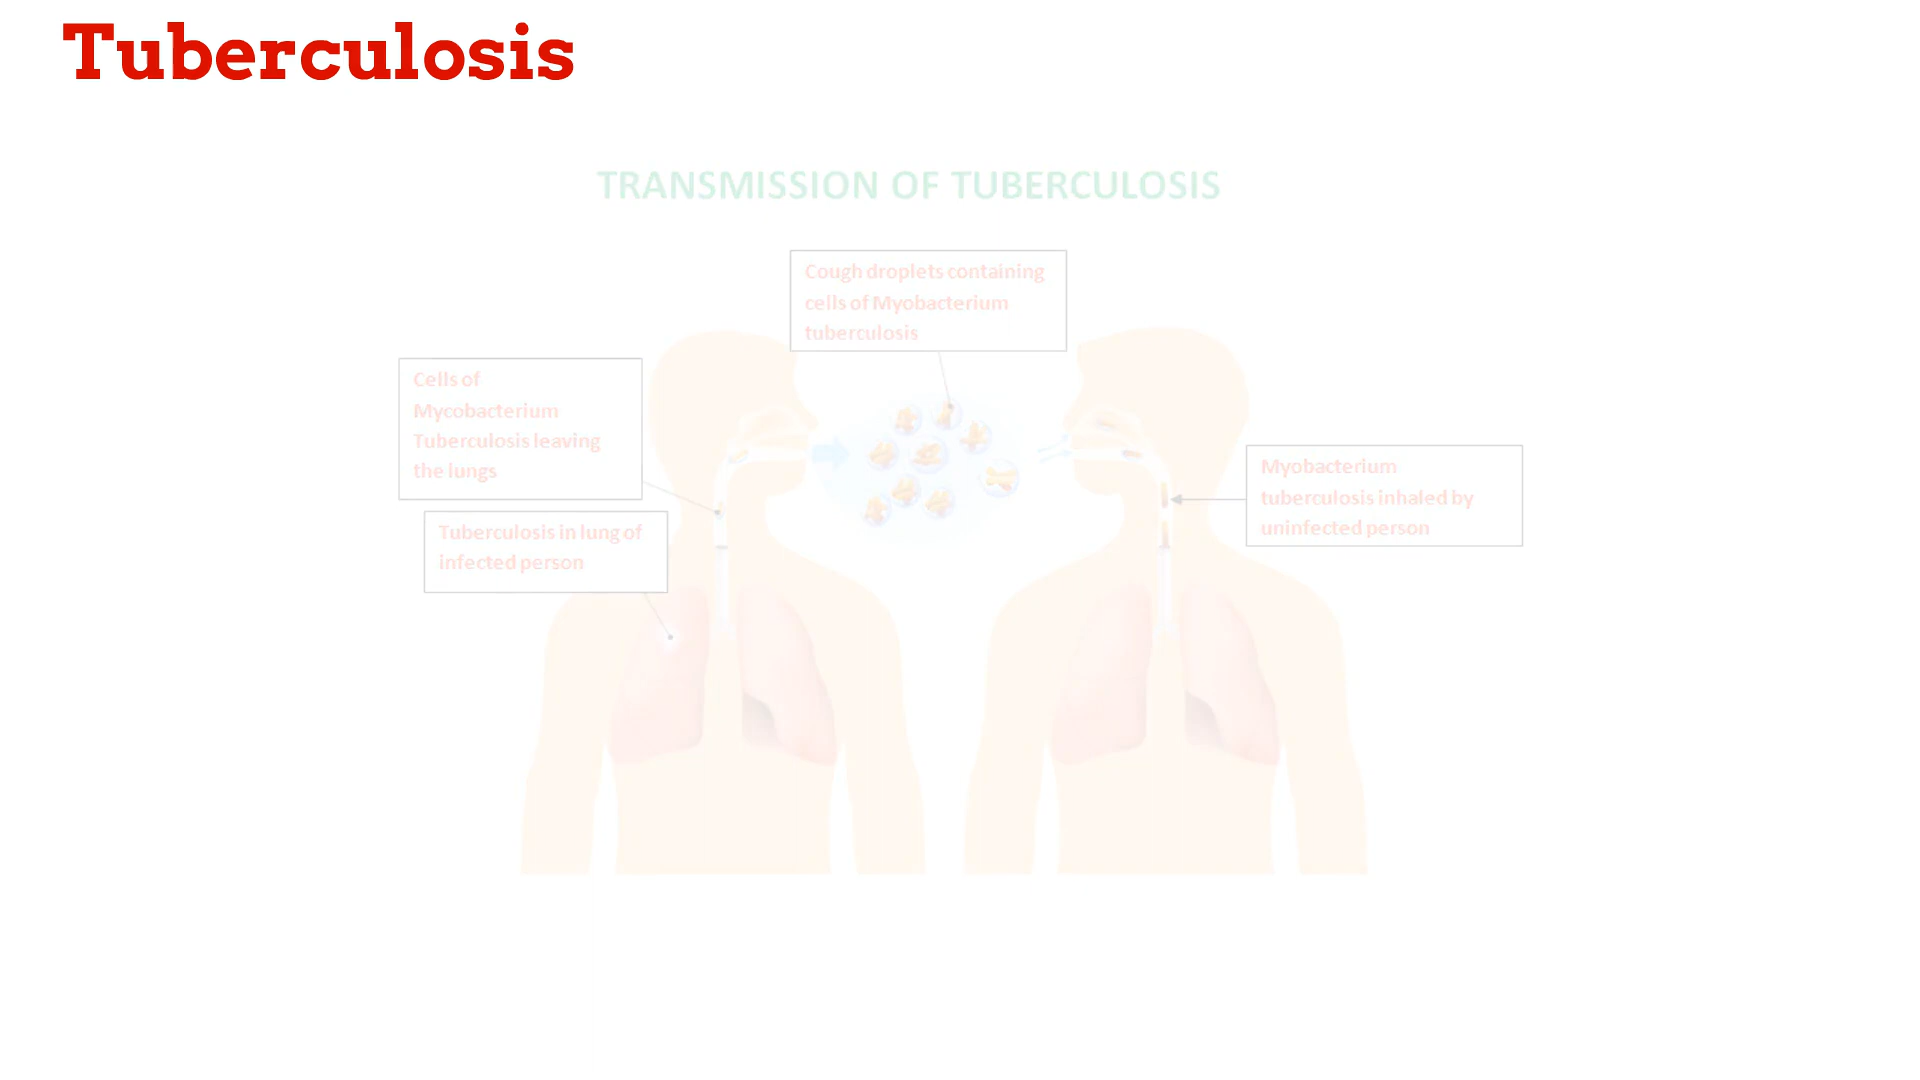 Tuberculosis
TRANSMISSION OF TUBERCULOSIS
Cough droplets containing
cells of Myobacterium
tuberculosis
Cells of
Mycobacterium
Tuberculosis leaving
the lungs
Tuberculosis in lung of
infected person
Myobacterium
tuberculosis inhaled by
uninfected person